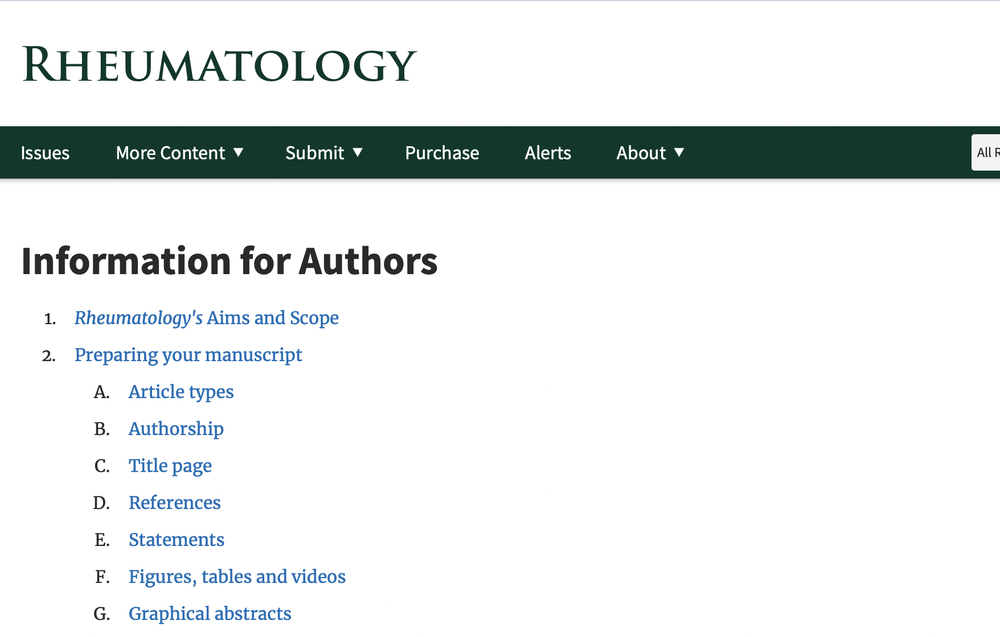 RHEUMATOLOGY
Issues More Content ▼ Submit ▼ Purchase Alerts About ▼ All R
Information for Authors
1. Rheumatology's Aims and Scope
2. Preparing your manuscript
A. Article types
B. Authorship
C. Title page
D. References
E. Statements
F. Figures, tables and videos
G. Graphical abstracts